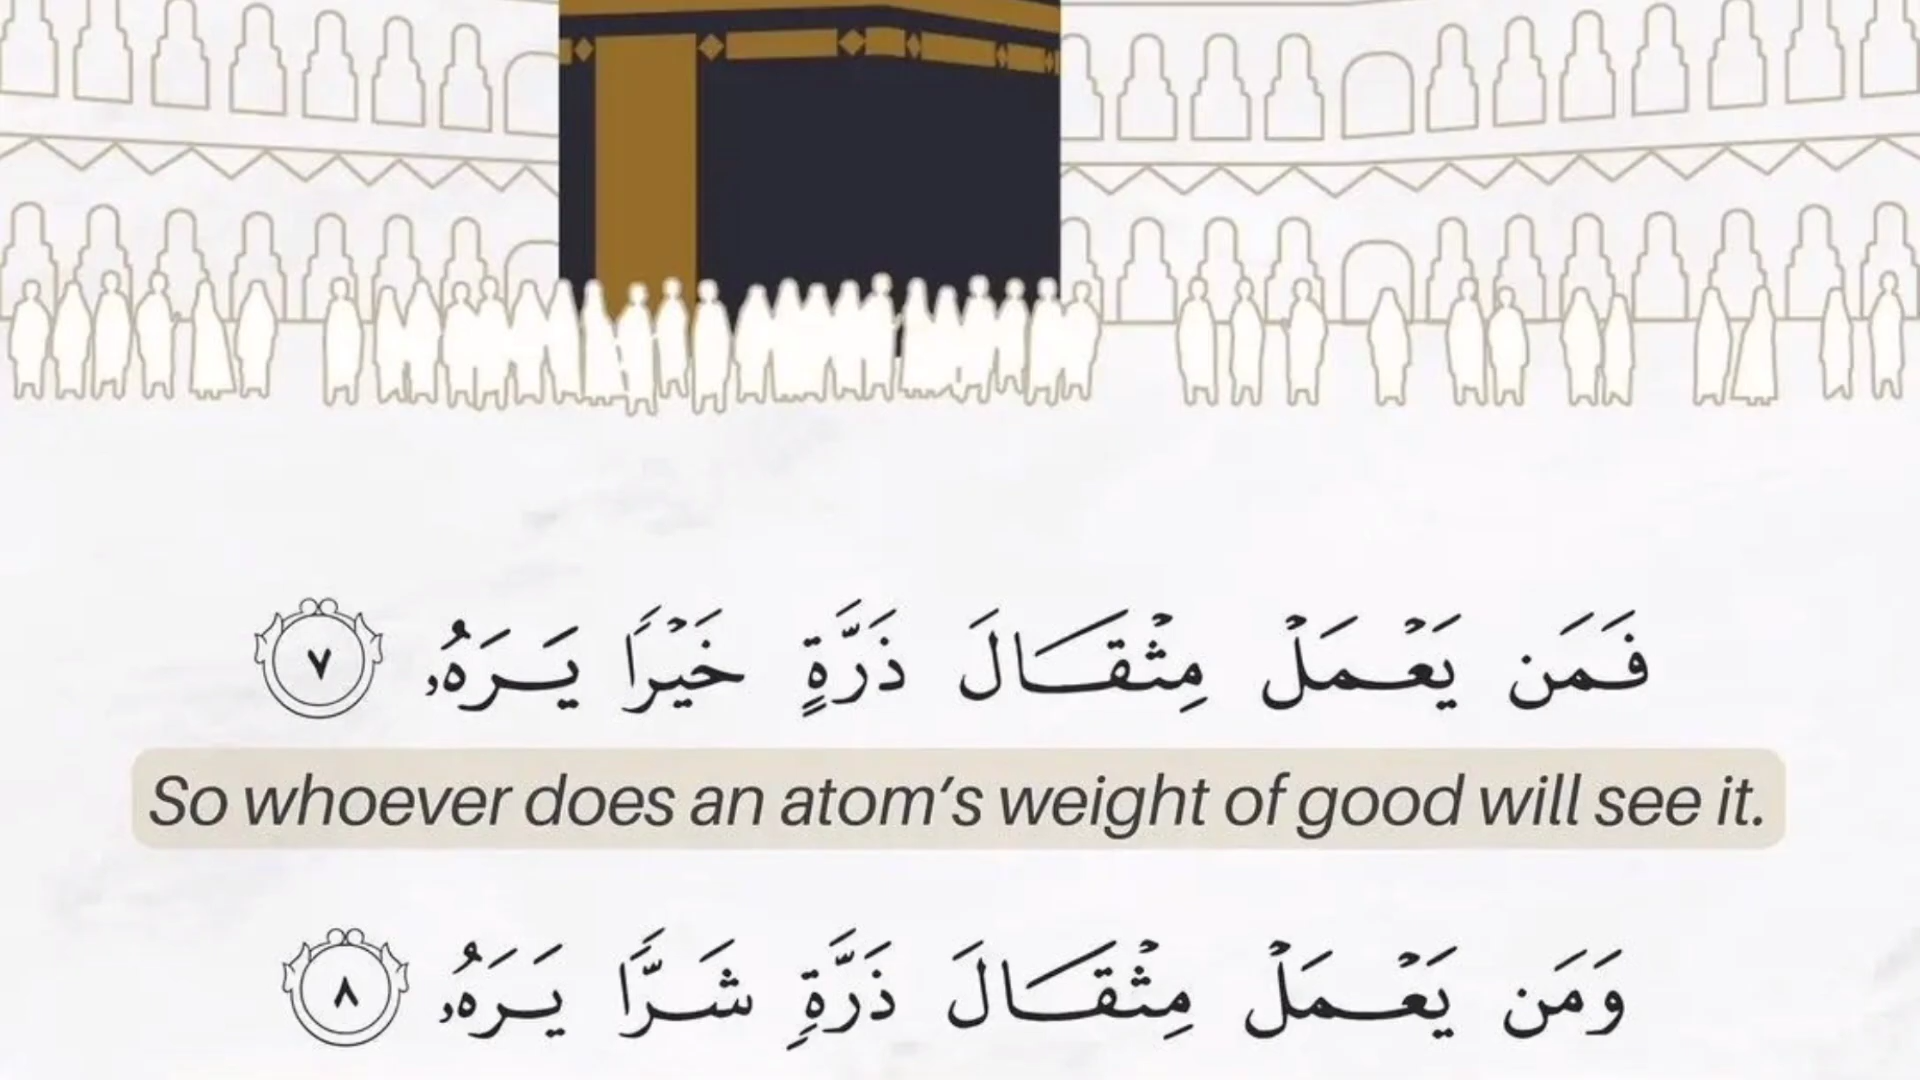 فَمَن يَعۡمَلۡ مِثۡقَالَ ذَرَّةٍ خَيۡرٗا يَرَهُۥ ٧
So whoever does an atom’s weight of good will see it.
وَمَن يَعۡمَلۡ مِثۡقَالَ ذَرَّةٖ شَرّٗا يَرَهُۥ ٨